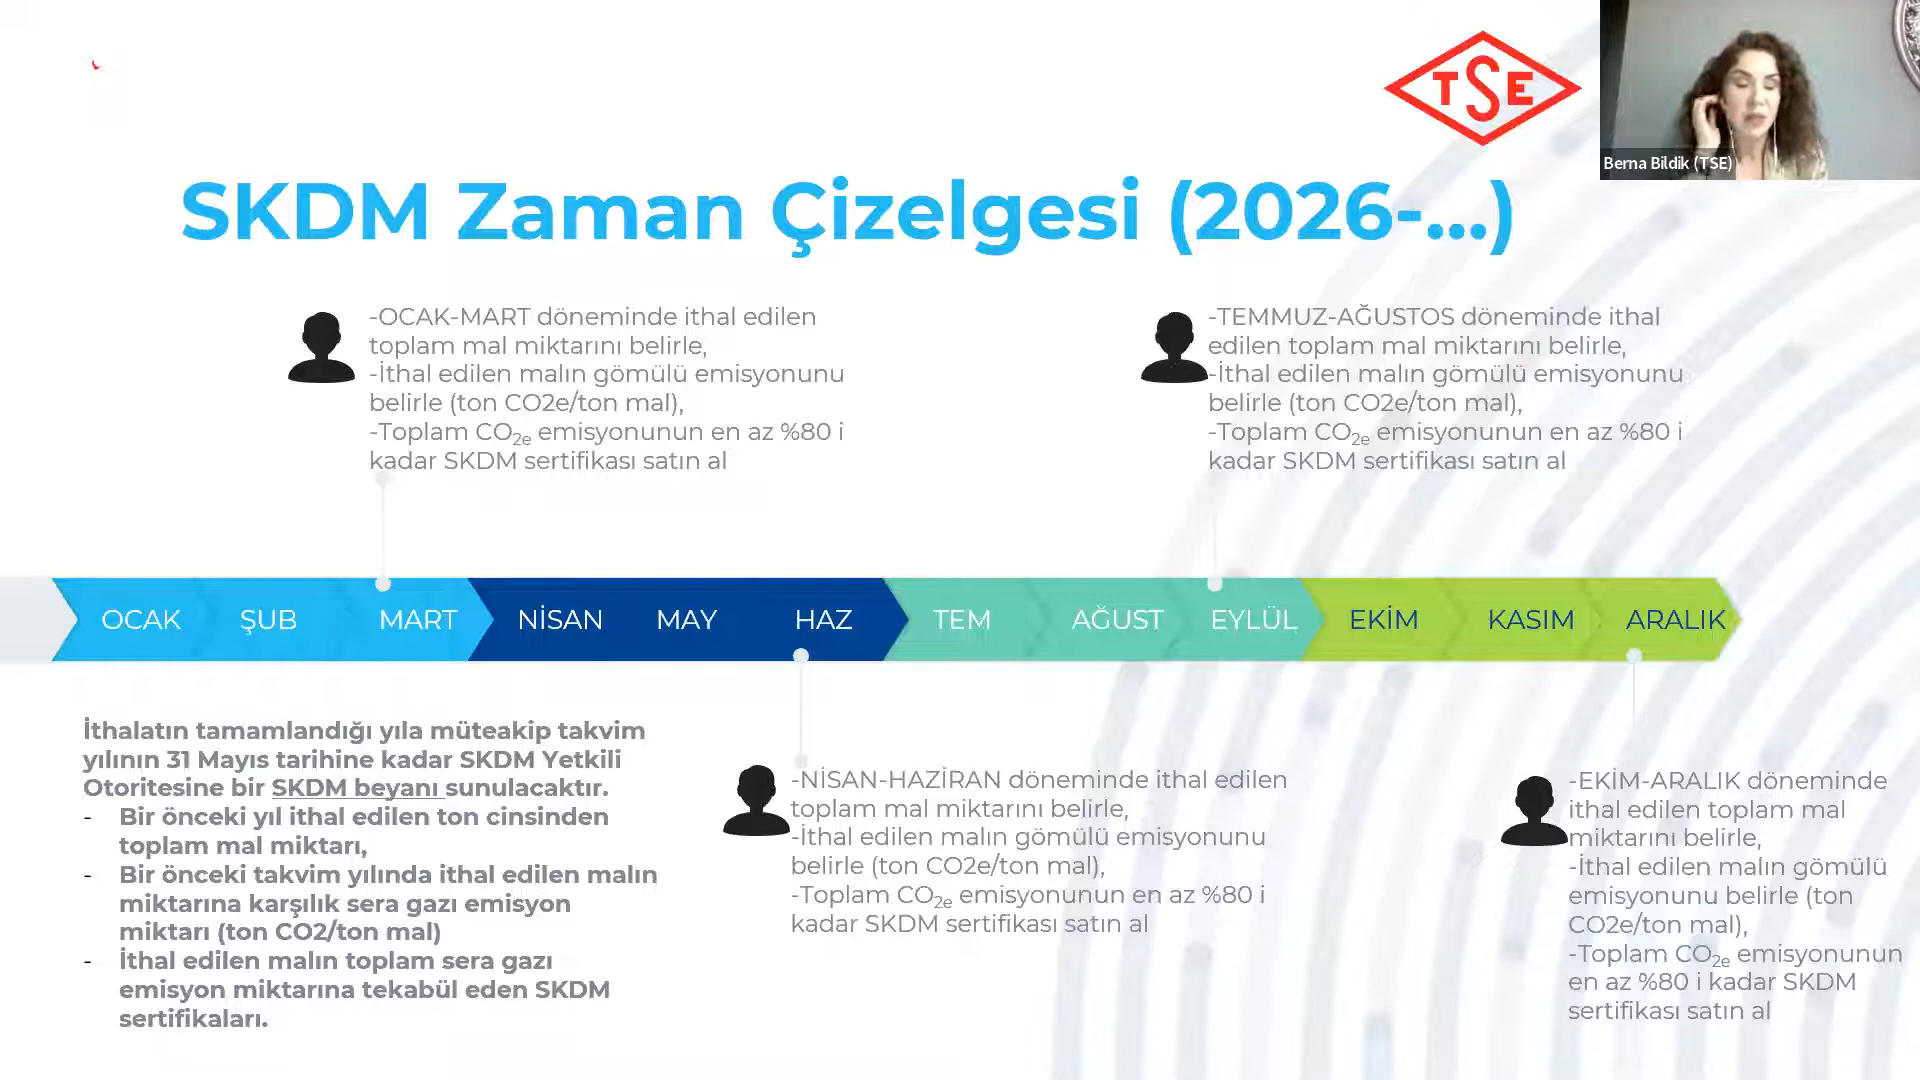 TSE
Berna Bildik (TSE)
SKDM Zaman Çizelgesi (2026-...)
-OCAK-MART döneminde ithal edilen
toplam mal miktarını belirle,
-İthal edilen malın gömülü emisyonunu
belirle (ton CO2e/ton mal),
-Toplam CO2e emisyonunun en az %80 i
kadar SKDM sertifikası satın al
-TEMMUZ-AĞUSTOS döneminde ithal
edilen toplam mal miktarını belirle,
-İthal edilen malın gömülü emisyonunu
belirle (ton CO2e/ton mal),
-Toplam CO2e emisyonunun en az %80 i
kadar SKDM sertifikası satın al
OCAK ŞUB MART NİSAN MAY HAZ TEM AĞUST EYLÜL EKİM KASIM ARALIK
İthalatın tamamlandığı yıla müteakip takvim
yılının 31 Mayıs tarihine kadar SKDM Yetkili
Otoritesine bir SKDM beyanı sunulacaktır.
- Bir önceki yıl ithal edilen ton cinsinden
toplam mal miktarı,
- Bir önceki takvim yılında ithal edilen malın
miktarına karşılık sera gazı emisyon
miktarı (ton CO2/ton mal)
- İthal edilen malın toplam sera gazı
emisyon miktarına tekabül eden SKDM
sertifikaları.
-NİSAN-HAZİRAN döneminde ithal edilen
toplam mal miktarını belirle,
-İthal edilen malın gömülü emisyonunu
belirle (ton CO2e/ton mal),
-Toplam CO2e emisyonunun en az %80 i
kadar SKDM sertifikası satın al
-EKİM-ARALIK döneminde
ithal edilen toplam mal
miktarını belirle,
-İthal edilen malın gömülü
emisyonunu belirle (ton
CO2e/ton mal),
-Toplam CO2e emisyonunun
en az %80 i kadar SKDM
sertifikası satın al